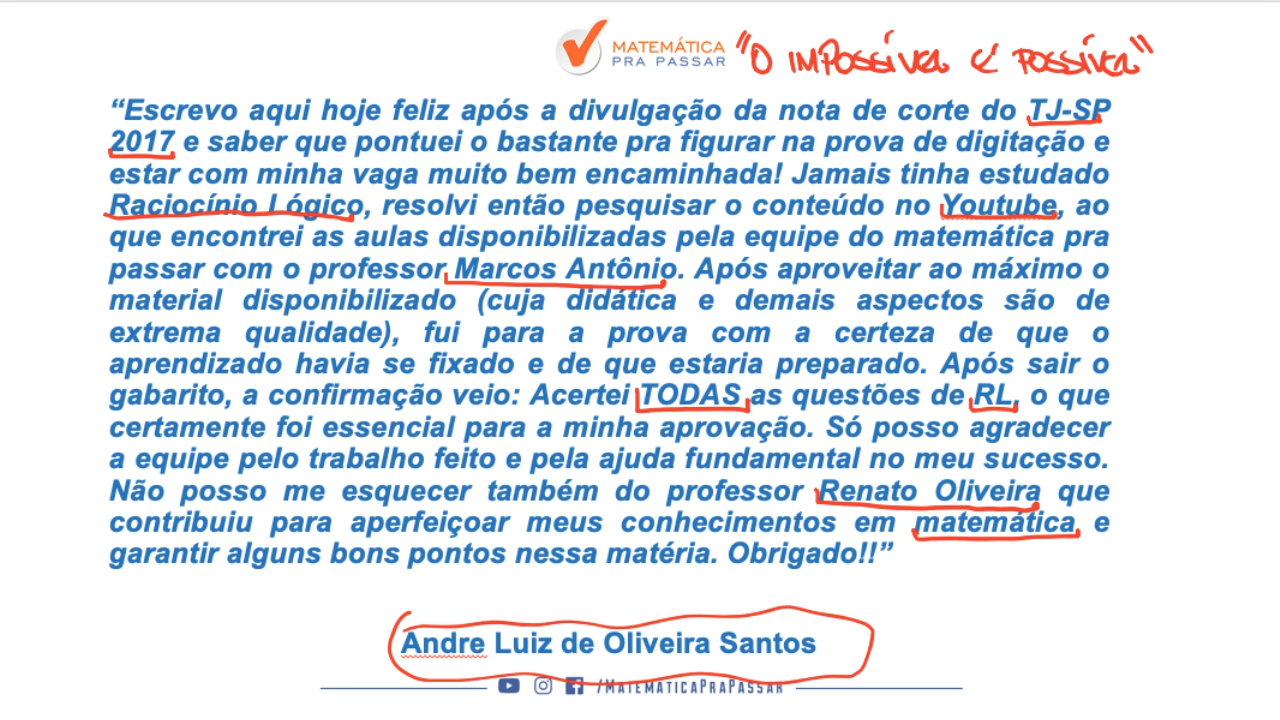 MATEMÁTICA
PRA PASSAR
"O IMPOSSÍVEL É POSSÍVEL"
“Escrevo aqui hoje feliz após a divulgação da nota de corte do TJ-SP
2017 e saber que pontuei o bastante pra figurar na prova de digitação e
estar com minha vaga muito bem encaminhada! Jamais tinha estudado
Raciocínio Lógico, resolvi então pesquisar o conteúdo no Youtube, ao
que encontrei as aulas disponibilizadas pela equipe do matemática pra
passar com o professor Marcos Antônio. Após aproveitar ao máximo o
material disponibilizado (cuja didática e demais aspectos são de
extrema qualidade), fui para a prova com a certeza de que o
aprendizado havia se fixado e de que estaria preparado. Após sair o
gabarito, a confirmação veio: Acertei TODAS as questões de RL, o que
certamente foi essencial para a minha aprovação. Só posso agradecer
a equipe pelo trabalho feito e pela ajuda fundamental no meu sucesso.
Não posso me esquecer também do professor Renato Oliveira que
contribuiu para aperfeiçoar meus conhecimentos em matemática e
garantir alguns bons pontos nessa matéria. Obrigado!!”
Andre Luiz de Oliveira Santos
/MATEMATICAPRAPASSAR